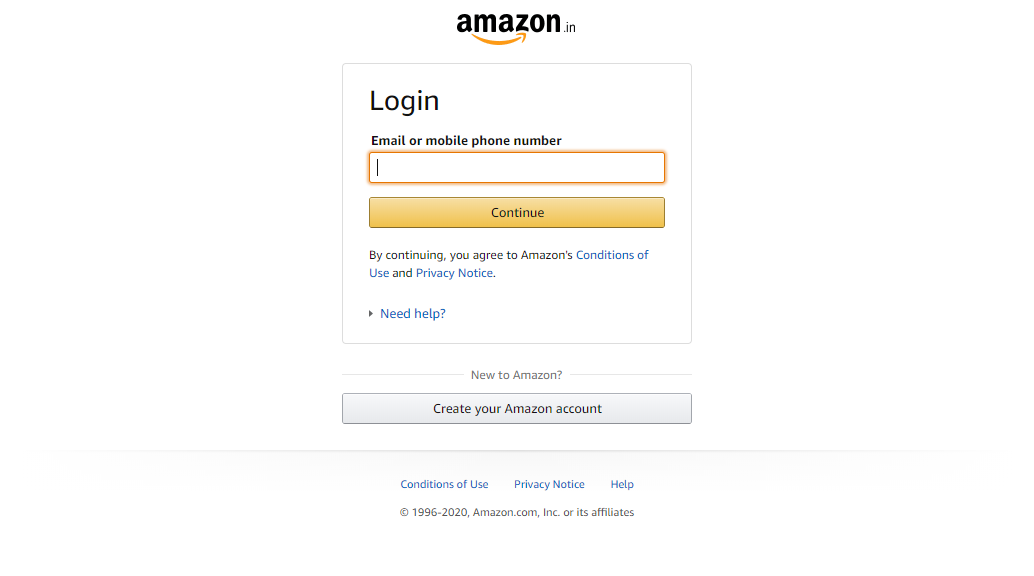 amazon.in
Login
Email or mobile phone number
Continue
By continuing, you agree to Amazon's Conditions of
Use and Privacy Notice.
Need help?
New to Amazon?
Create your Amazon account
Conditions of Use Privacy Notice Help
© 1996-2020, Amazon.com, Inc. or its affiliates